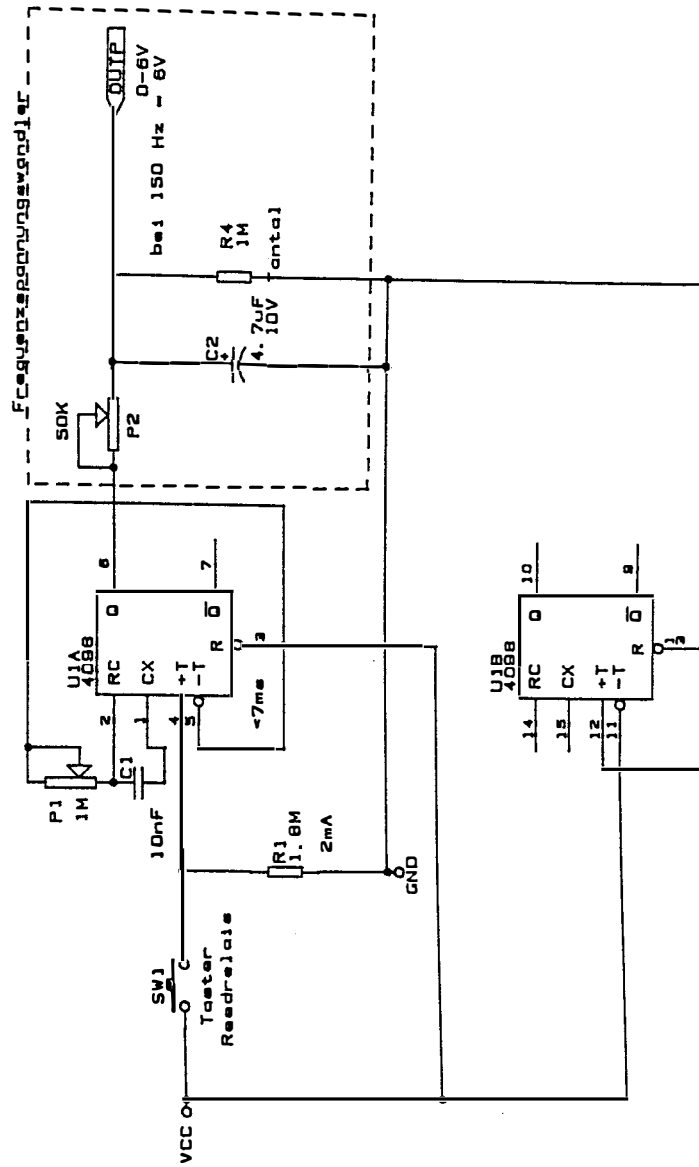 Frequenzspannungswandler
OUTP
0-6V
bei 150 Hz - 6V
50K
P2
C2
+
4.7uF
10V
R4
1M
antal
P1
1M
C1
10nF
U1A
4098
2
RC
1
CX
4
+T
5
-T
Q
6
Q
7
R
3
<7ms
SW1
Taster
Reedrelais
R1
1.8M
2mA
VCC
GND
U1B
4098
14
RC
15
CX
12
+T
11
-T
Q
10
Q
9
R
13